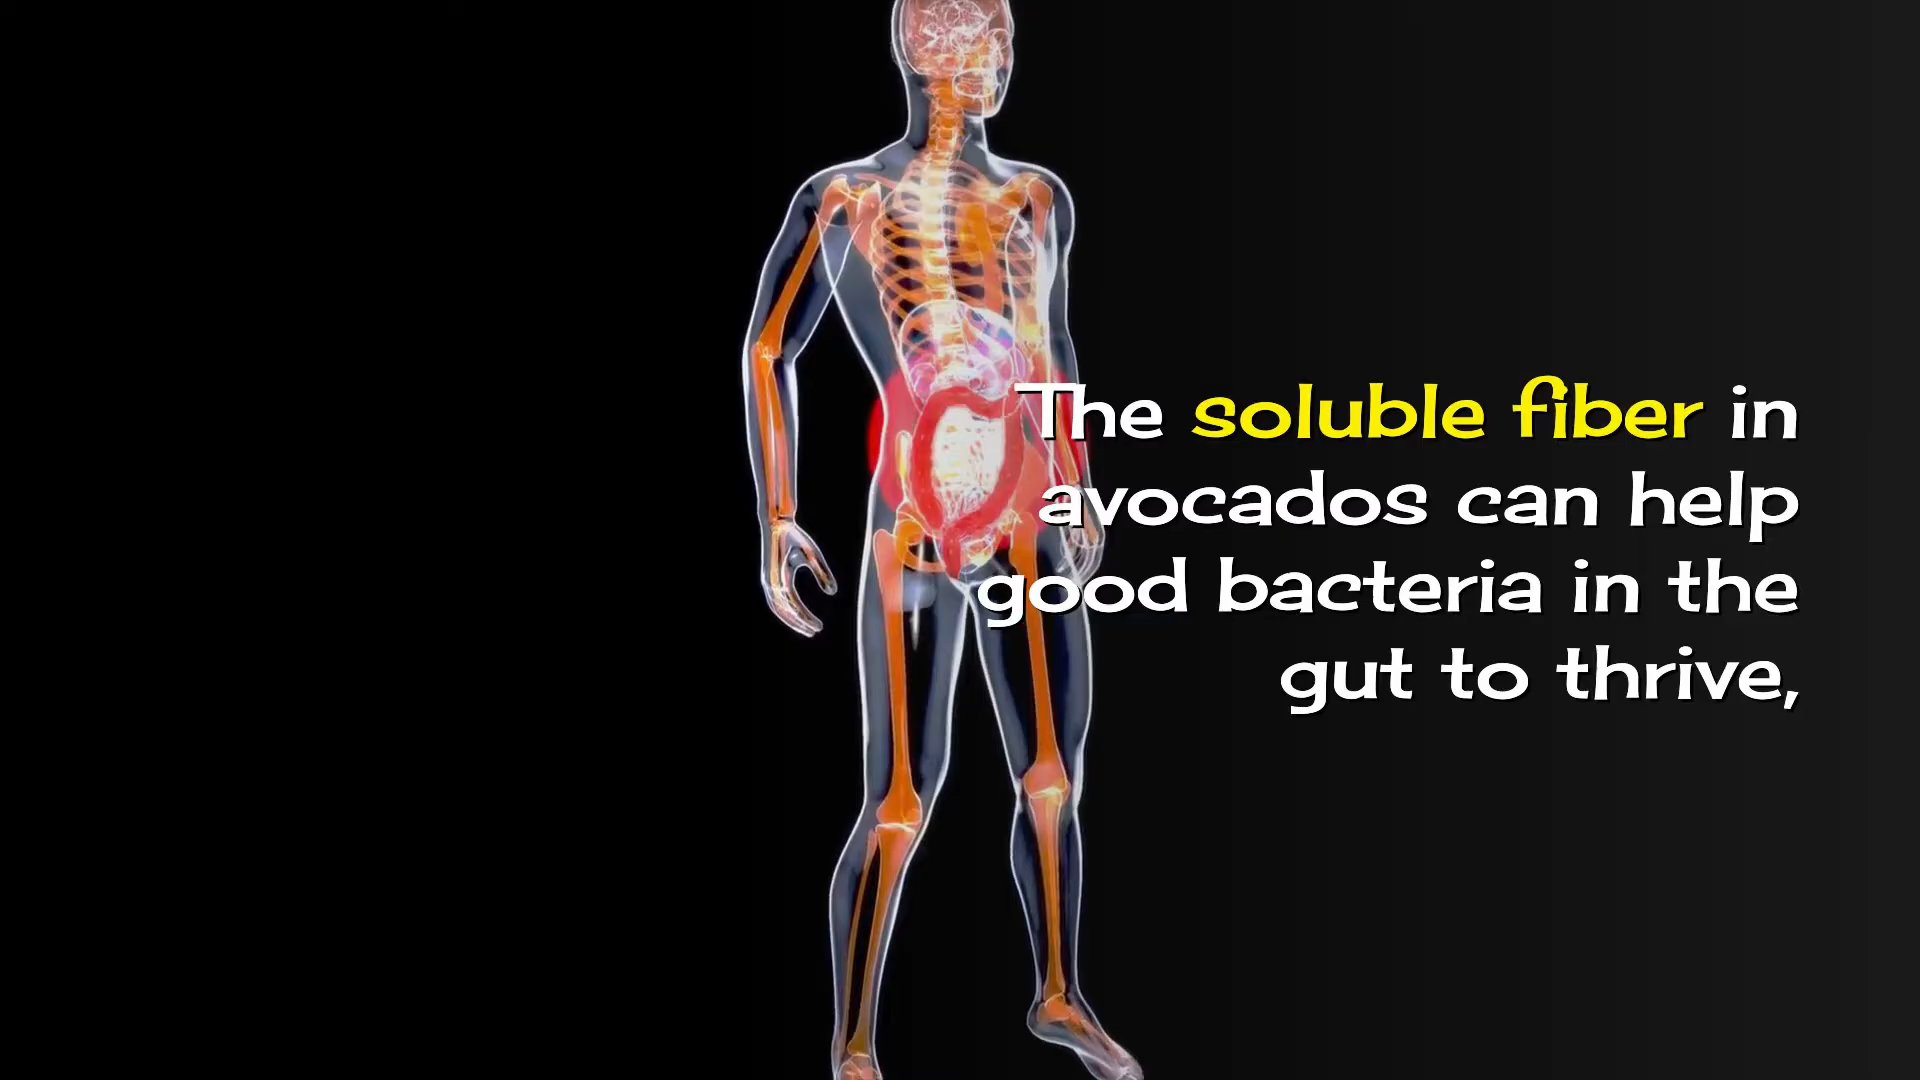 The soluble fiber in
avocados can help
good bacteria in the
gut to thrive,